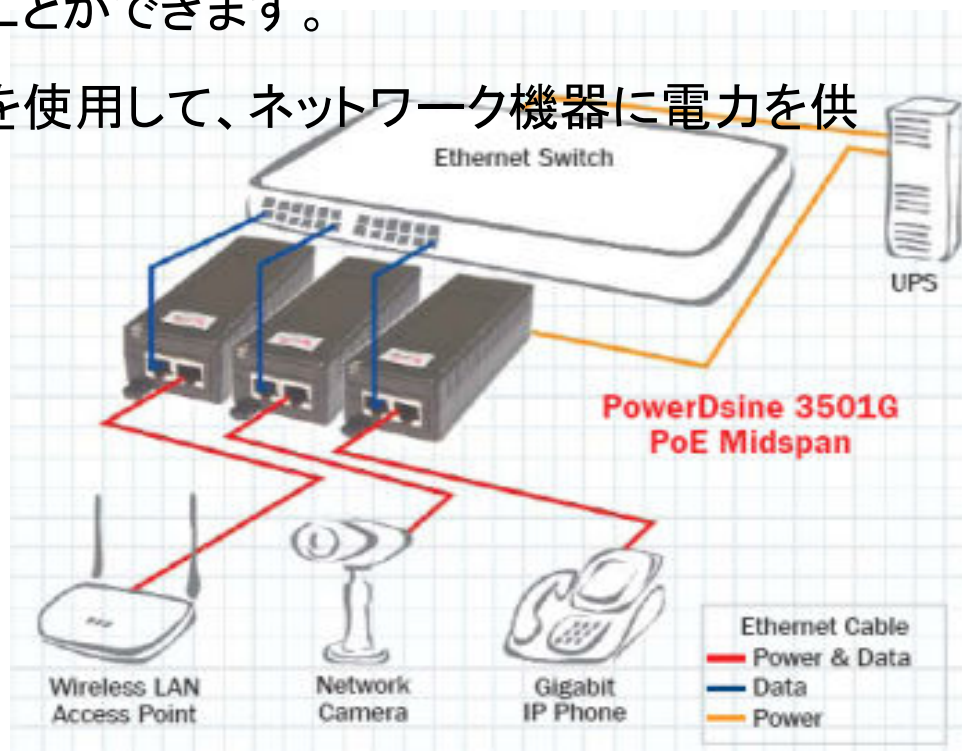 ことができます。
を使用して、ネットワーク機器に電力を供
Ethernet Switch
UPS
PowerDsine 3501G
PoE Midspan
Wireless LAN
Access Point
Network
Camera
Gigabit
IP Phone
Ethernet Cable
Power & Data
Data
Power